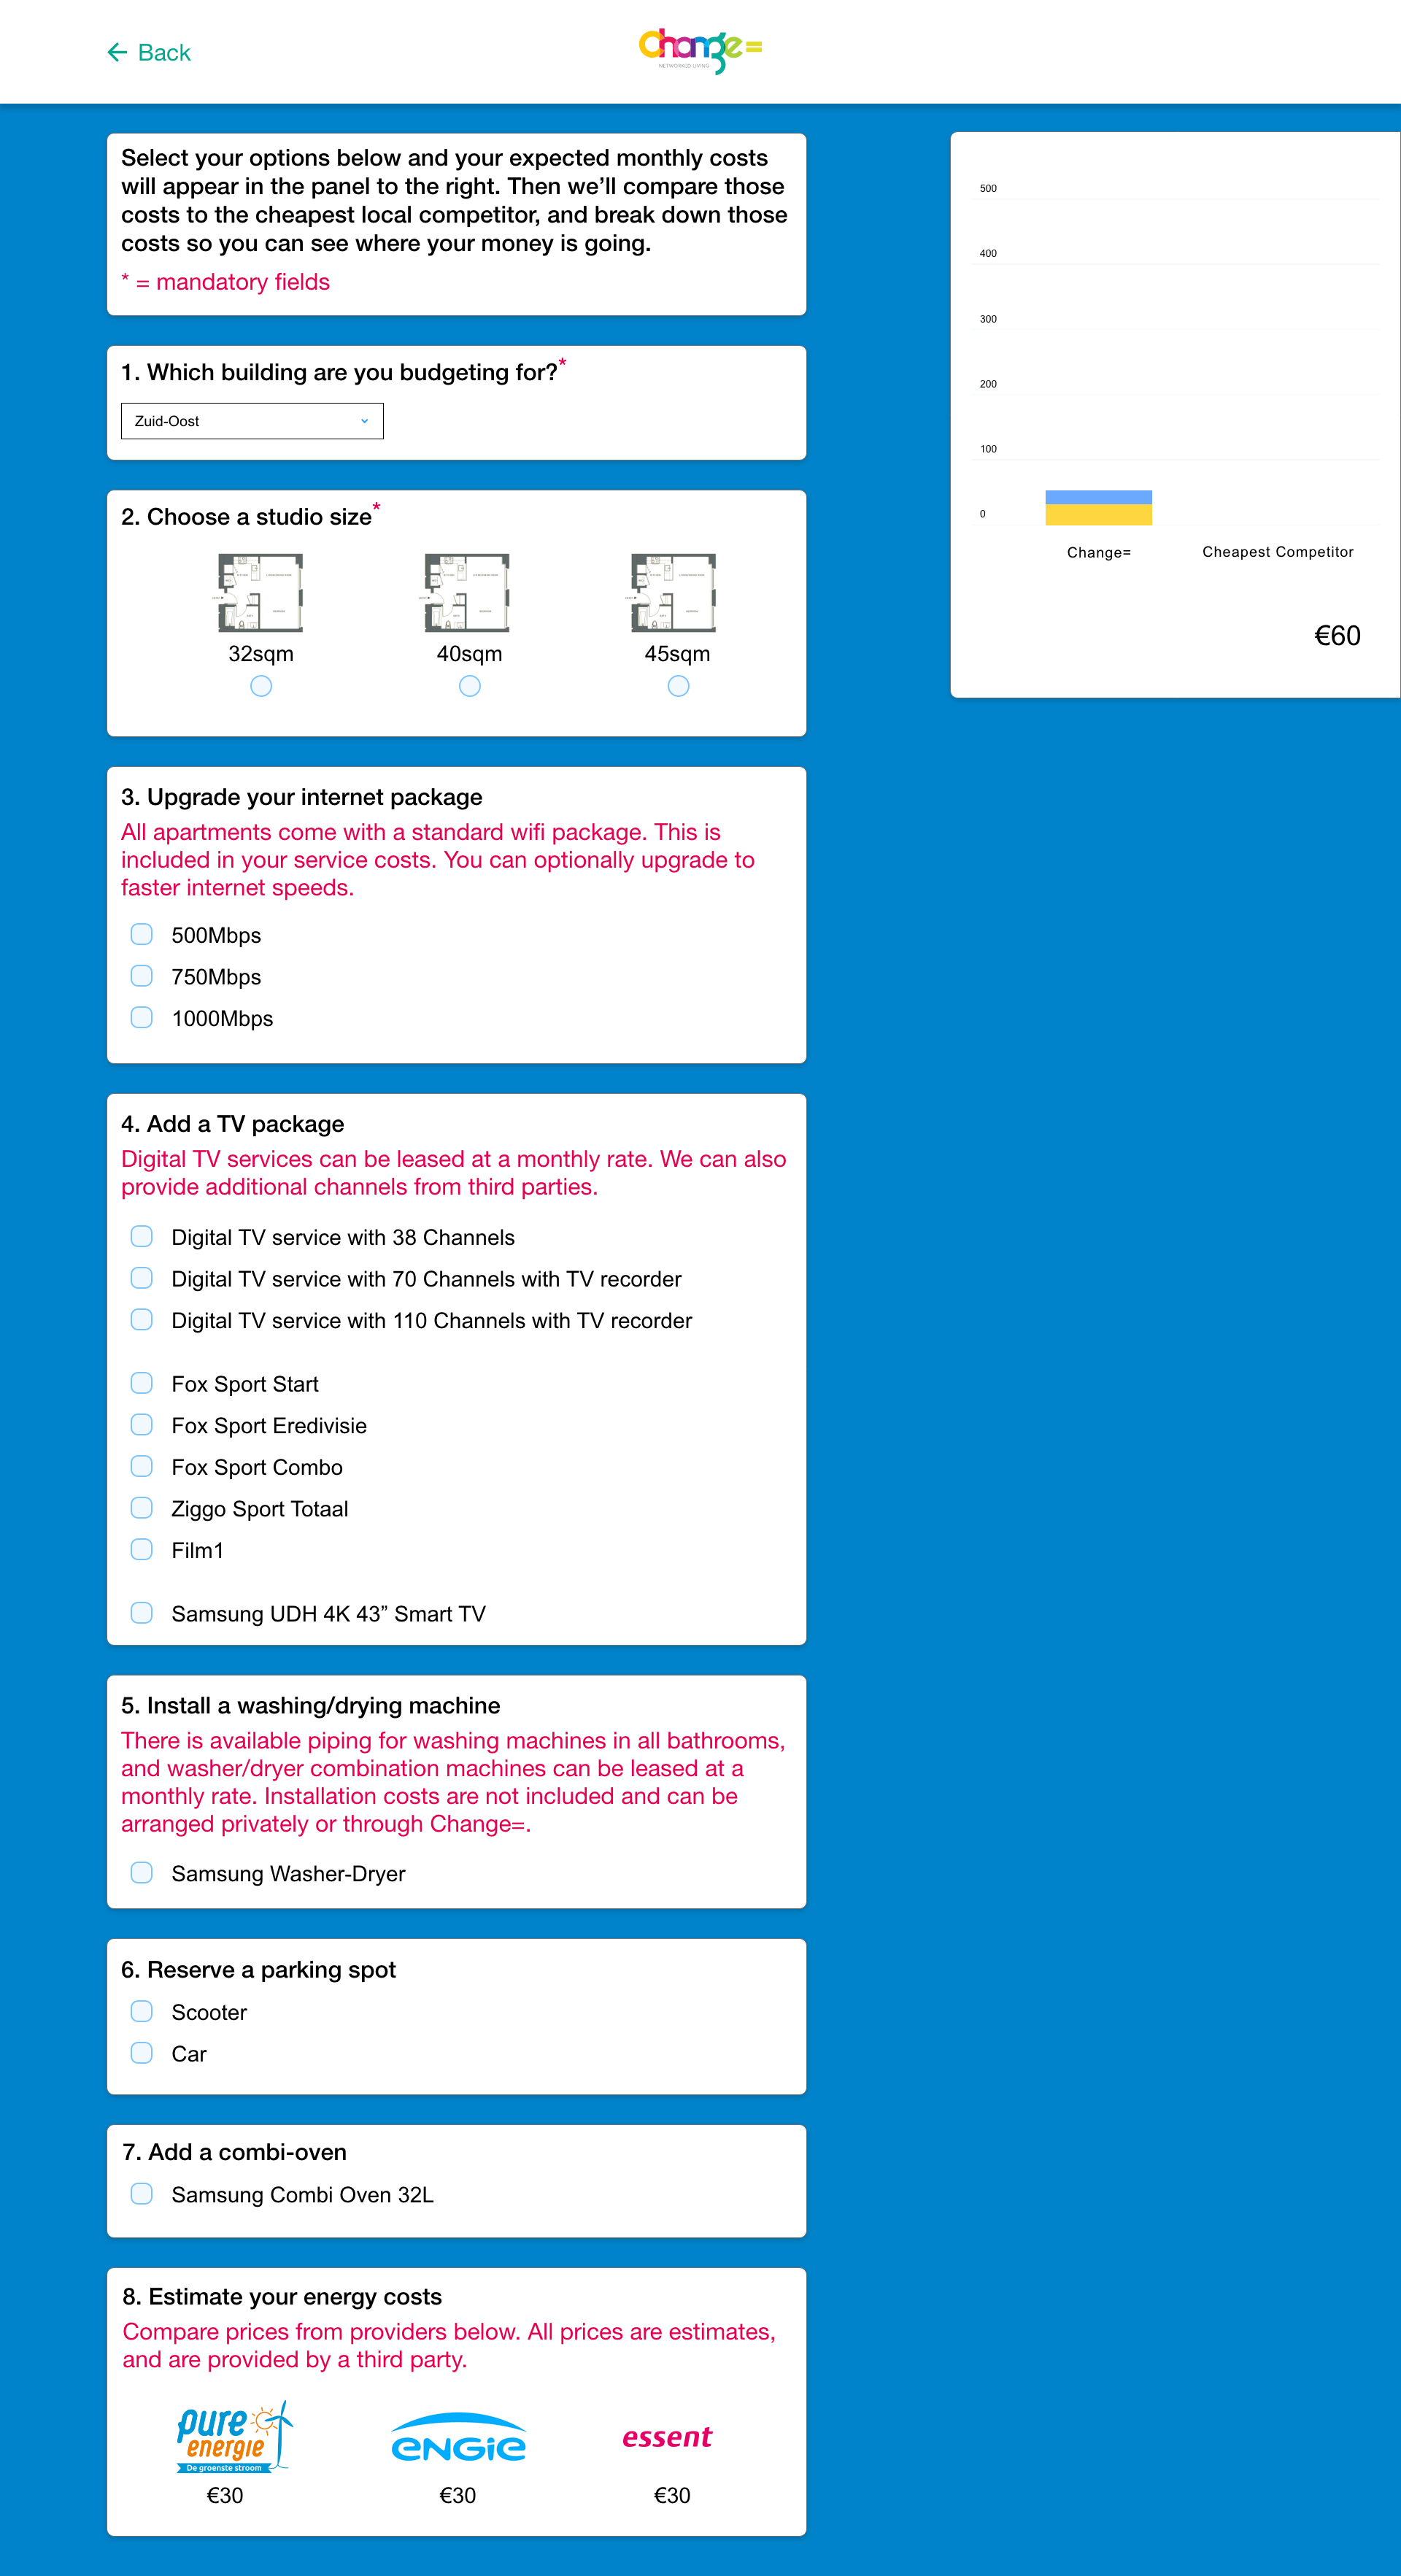 ← Back
Change=
NETWORKED LIVING
Select your options below and your expected monthly costs
will appear in the panel to the right. Then we’ll compare those
costs to the cheapest local competitor, and break down those
costs so you can see where your money is going.
* = mandatory fields
1. Which building are you budgeting for?*
Zuid-Oost
2. Choose a studio size*
32sqm
40sqm
45sqm
3. Upgrade your internet package
All apartments come with a standard wifi package. This is
included in your service costs. You can optionally upgrade to
faster internet speeds.
500Mbps
750Mbps
1000Mbps
4. Add a TV package
Digital TV services can be leased at a monthly rate. We can also
provide additional channels from third parties.
Digital TV service with 38 Channels
Digital TV service with 70 Channels with TV recorder
Digital TV service with 110 Channels with TV recorder
Fox Sport Start
Fox Sport Eredivisie
Fox Sport Combo
Ziggo Sport Totaal
Film1
Samsung UDH 4K 43” Smart TV
5. Install a washing/drying machine
There is available piping for washing machines in all bathrooms,
and washer/dryer combination machines can be leased at a
monthly rate. Installation costs are not included and can be
arranged privately or through Change=.
Samsung Washer-Dryer
6. Reserve a parking spot
Scooter
Car
7. Add a combi-oven
Samsung Combi Oven 32L
8. Estimate your energy costs
Compare prices from providers below. All prices are estimates,
and are provided by a third party.
pure
energie
De groenste stroom
€30
ENGIE
€30
essent
€30
500
400
300
200
100
0
Change=
Cheapest Competitor
€60